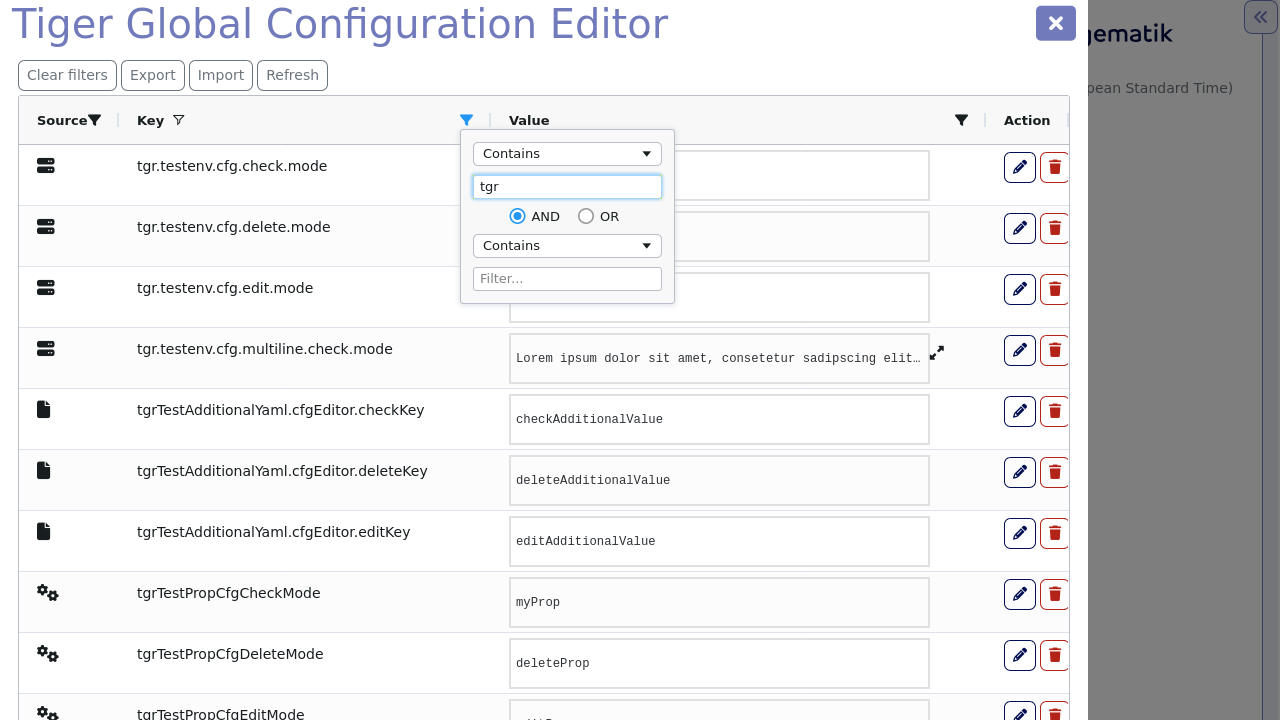 Tiger Global Configuration Editor
gematik
pean Standard Time)
Clear filters Export Import Refresh
Source Key Value Action
Contains
tgr
AND OR
Contains
Filter...
tgr.testenv.cfg.check.mode
tgr.testenv.cfg.delete.mode
tgr.testenv.cfg.edit.mode
tgr.testenv.cfg.multiline.check.mode Lorem ipsum dolor sit amet, consetetur sadipscing elit…
tgrTestAdditionalYaml.cfgEditor.checkKey checkAdditionalValue
tgrTestAdditionalYaml.cfgEditor.deleteKey deleteAdditionalValue
tgrTestAdditionalYaml.cfgEditor.editKey editAdditionalValue
tgrTestPropCfgCheckMode myProp
tgrTestPropCfgDeleteMode deleteProp
tgrTestPropCfgEditMode